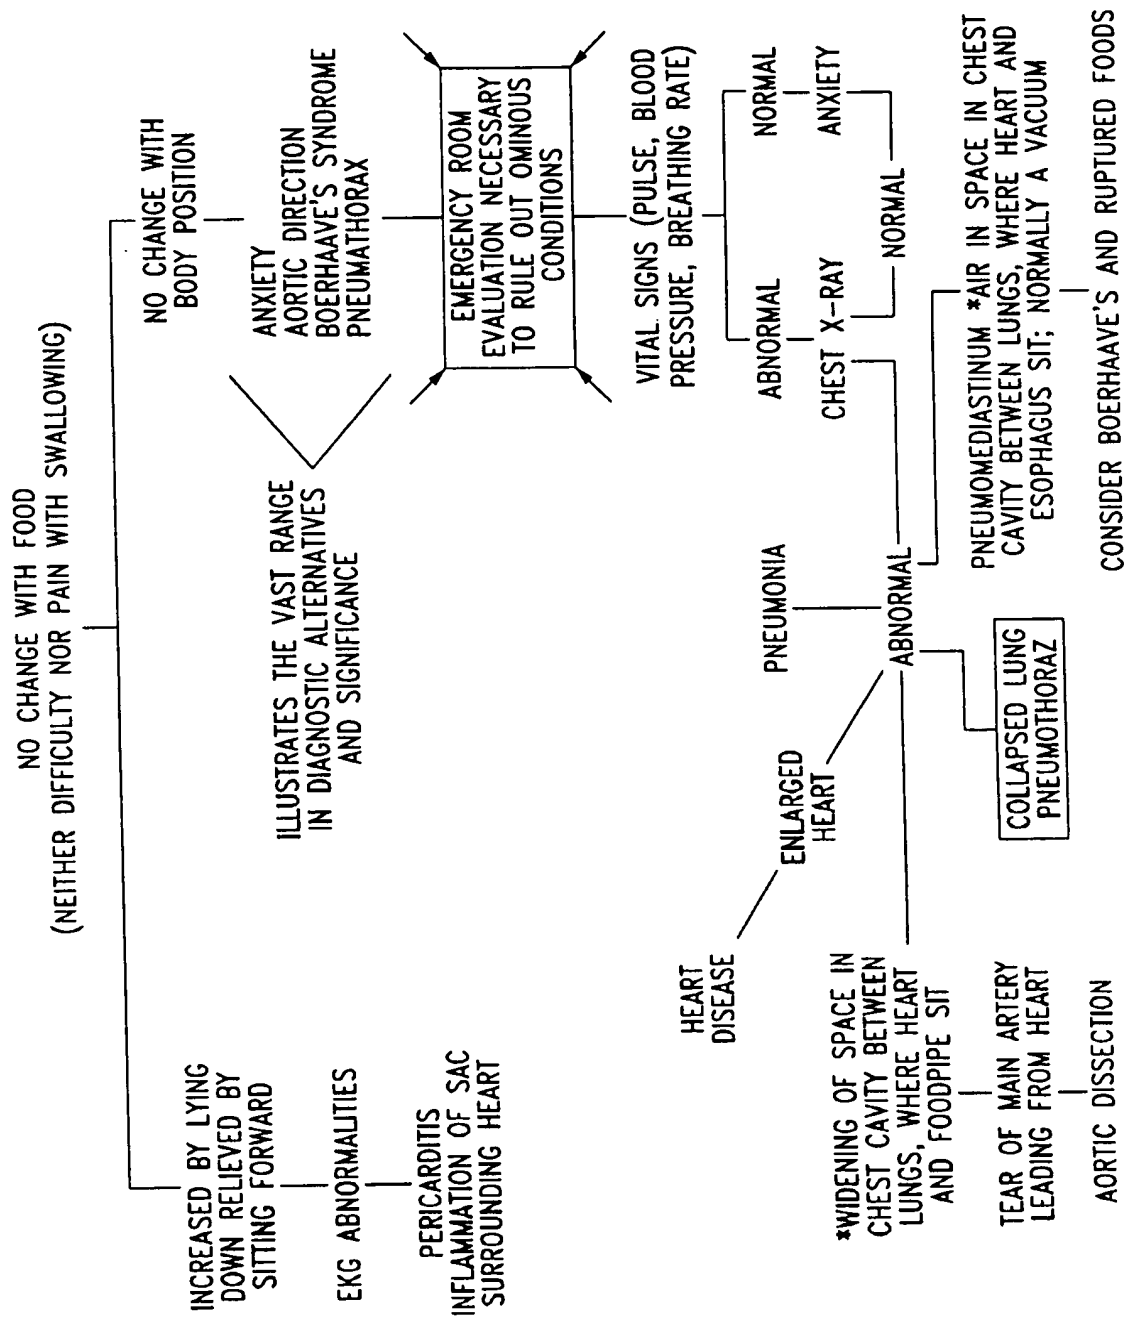 NO CHANGE WITH FOOD
(NEITHER DIFFICULTY NOR PAIN WITH SWALLOWING)
INCREASED BY LYING
DOWN RELIEVED BY
SITTING FORWARD
EKG ABNORMALITIES
PERICARDITIS
INFLAMMATION OF SAC
SURROUNDING HEART
NO CHANGE WITH
BODY POSITION
ANXIETY
AORTIC DIRECTION
BOERHAAVE'S SYNDROME
PNEUMATHORAX
ILLUSTRATES THE VAST RANGE
IN DIAGNOSTIC ALTERNATIVES
AND SIGNIFICANCE
EMERGENCY ROOM
EVALUATION NECESSARY
TO RULE OUT OMINOUS
CONDITIONS
VITAL SIGNS (PULSE, BLOOD
PRESSURE, BREATHING RATE)
ABNORMAL
NORMAL
CHEST X-RAY
ANXIETY
NORMAL
ABNORMAL
PNEUMONIA
ENLARGED
HEART
HEART
DISEASE
*WIDENING OF SPACE IN
CHEST CAVITY BETWEEN
LUNGS, WHERE HEART
AND FOODPIPE SIT
TEAR OF MAIN ARTERY
LEADING FROM HEART
AORTIC DISSECTION
COLLAPSED LUNG
PNEUMOTHORAZ
PNEUMOMEDIASTINUM *AIR IN SPACE IN CHEST
CAVITY BETWEEN LUNGS, WHERE HEART AND
ESOPHAGUS SIT; NORMALLY A VACUUM
CONSIDER BOERHAAVE'S AND RUPTURED FOODS